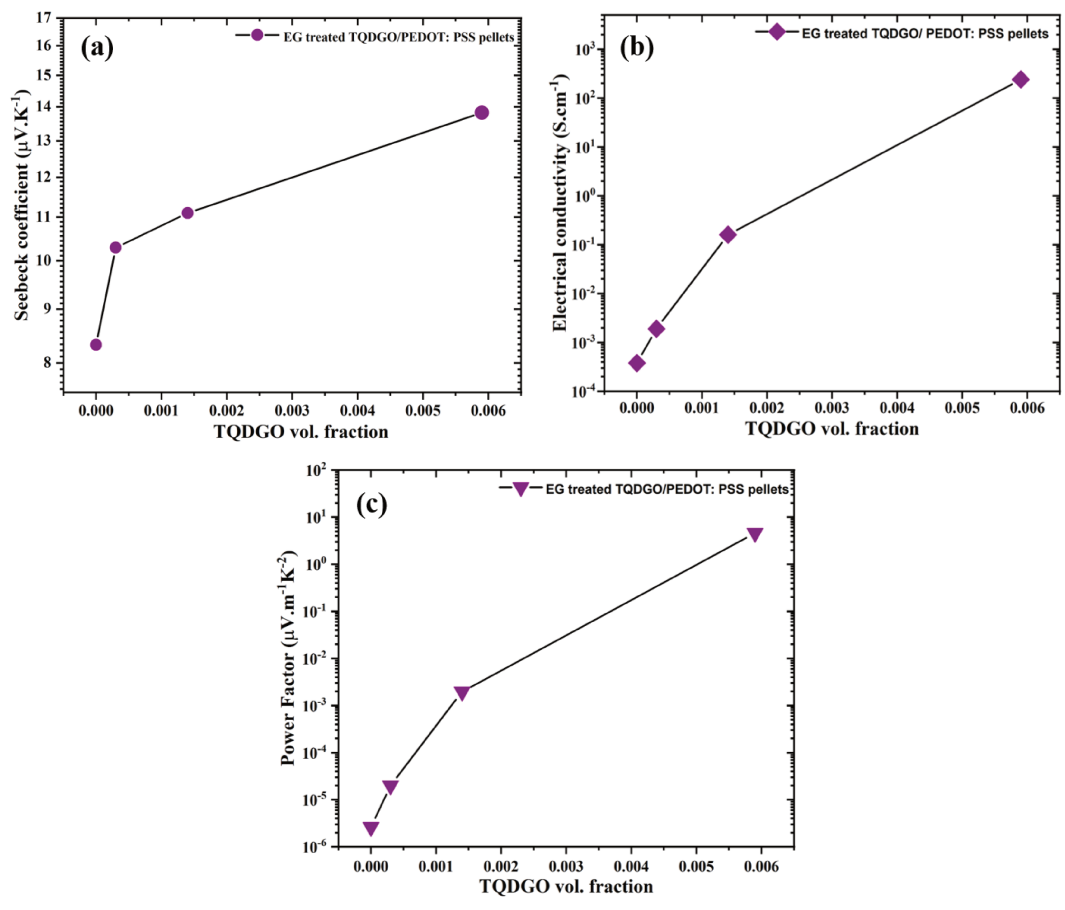 (a)
EG treated TQDGO/PEDOT: PSS pellets
Seebeck coefficient (μV.K⁻¹)
17
16
15
14
13
12
11
10
9
8
0.000 0.001 0.002 0.003 0.004 0.005 0.006
TQDGO vol. fraction
(b)
EG treated TQDGO/ PEDOT: PSS pellets
Electrical conductivity (S.cm⁻¹)
10³
10²
10¹
10⁰
10⁻¹
10⁻²
10⁻³
10⁻⁴
0.000 0.001 0.002 0.003 0.004 0.005 0.006
TQDGO vol. fraction
(c)
EG treated TQDGO/PEDOT: PSS pellets
Power Factor (μV.m⁻¹K⁻²)
10²
10¹
10⁰
10⁻¹
10⁻²
10⁻³
10⁻⁴
10⁻⁵
10⁻⁶
0.000 0.001 0.002 0.003 0.004 0.005 0.006
TQDGO vol. fraction